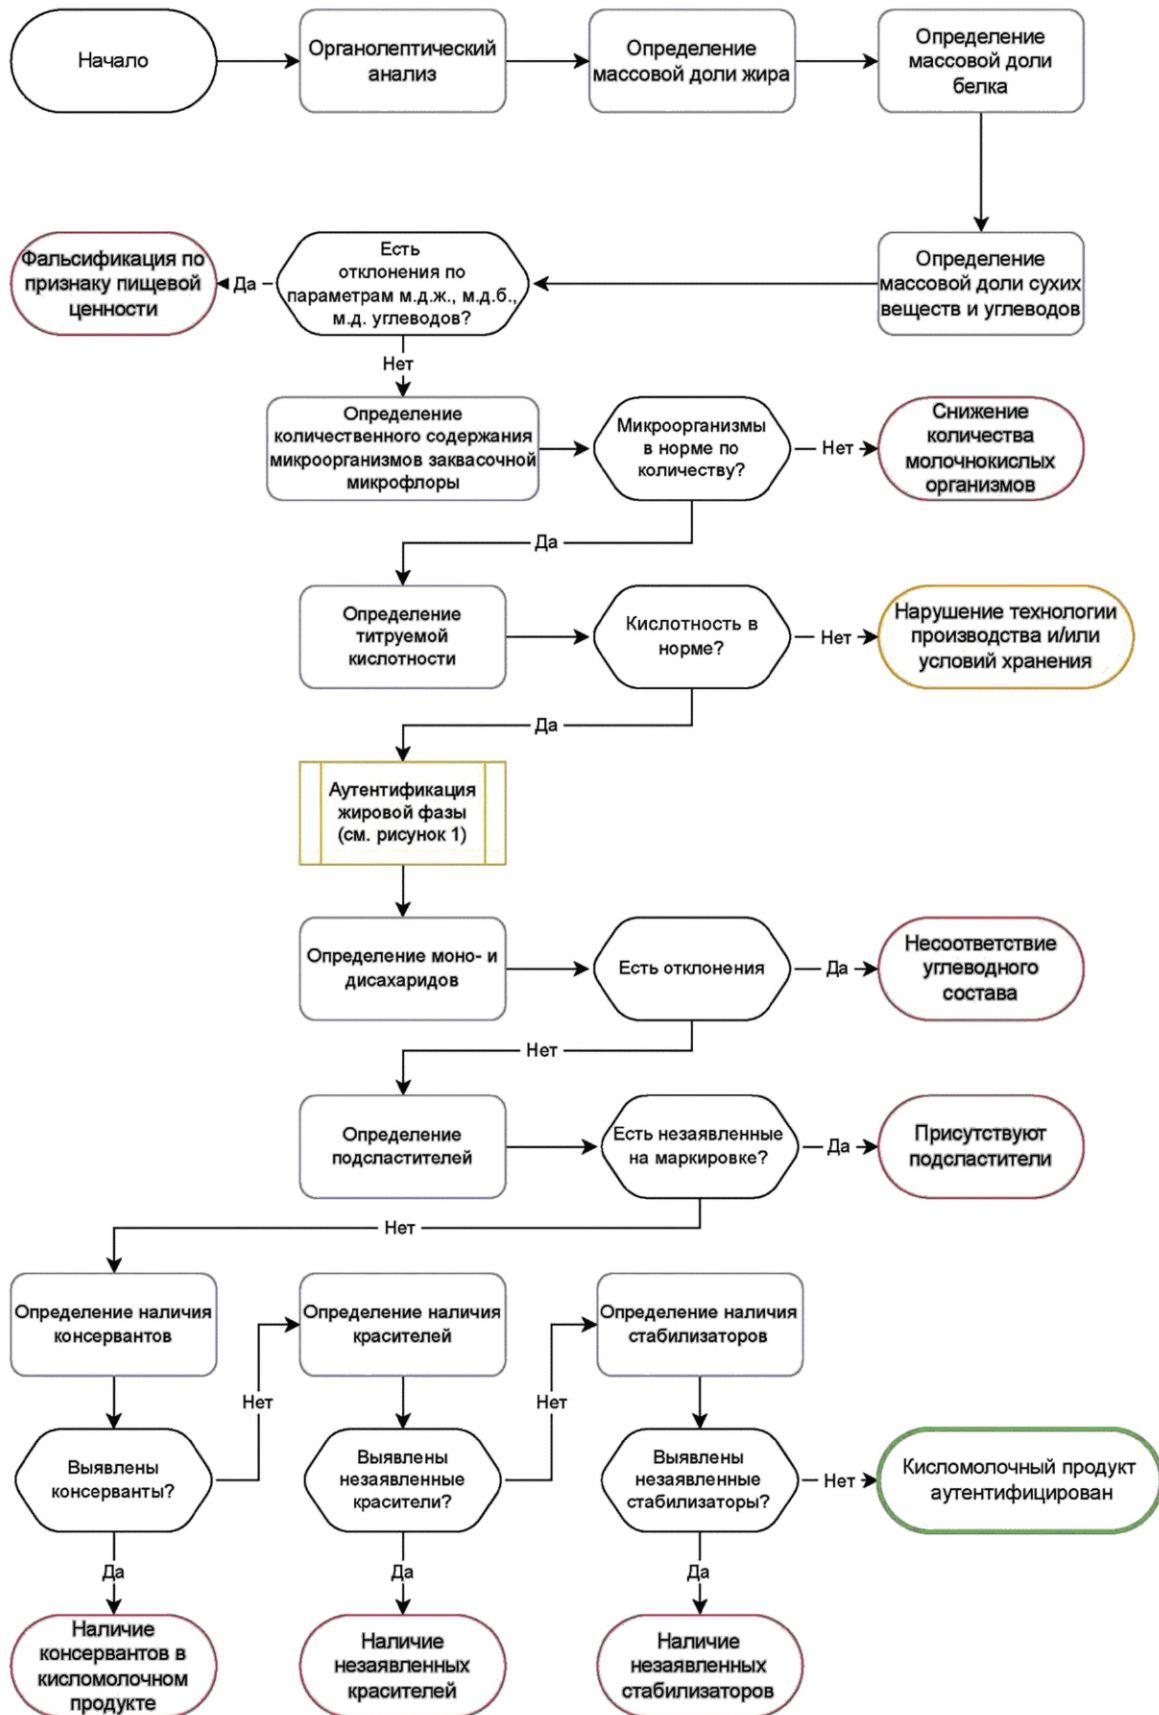 Начало
Органолептический
анализ
Определение
массовой доли жира
Определение
массовой доли
белка
Определение
массовой доли сухих
веществ и углеводов
Есть
отклонения по
параметрам м.д.ж., м.д.б.,
м.д. углеводов?
Да
Фальсификация по
признаку пищевой
ценности
Нет
Определение
количественного содержания
микроорганизмов заквасочной
микрофлоры
Микроорганизмы
в норме по
количеству?
Нет
Снижение
количества
молочнокислых
организмов
Да
Определение
титруемой
кислотности
Кислотность в
норме?
Нет
Нарушение технологии
производства и/или
условий хранения
Да
Аутентификация
жировой фазы
(см. рисунок 1)
Определение моно- и
дисахаридов
Есть отклонения
Да
Несоответствие
углеводного
состава
Нет
Определение
подсластителей
Есть незаявленные
на маркировке?
Да
Присутствуют
подсластители
Нет
Определение наличия
консервантов
Определение наличия
красителей
Определение наличия
стабилизаторов
Нет
Нет
Выявлены
консерванты?
Выявлены
незаявленные
красители?
Выявлены
незаявленные
стабилизаторы?
Нет
Кисломолочный продукт
аутентифицирован
Да
Да
Да
Наличие
консервантов в
кисломолочном
продукте
Наличие
незаявленных
красителей
Наличие
незаявленных
стабилизаторов